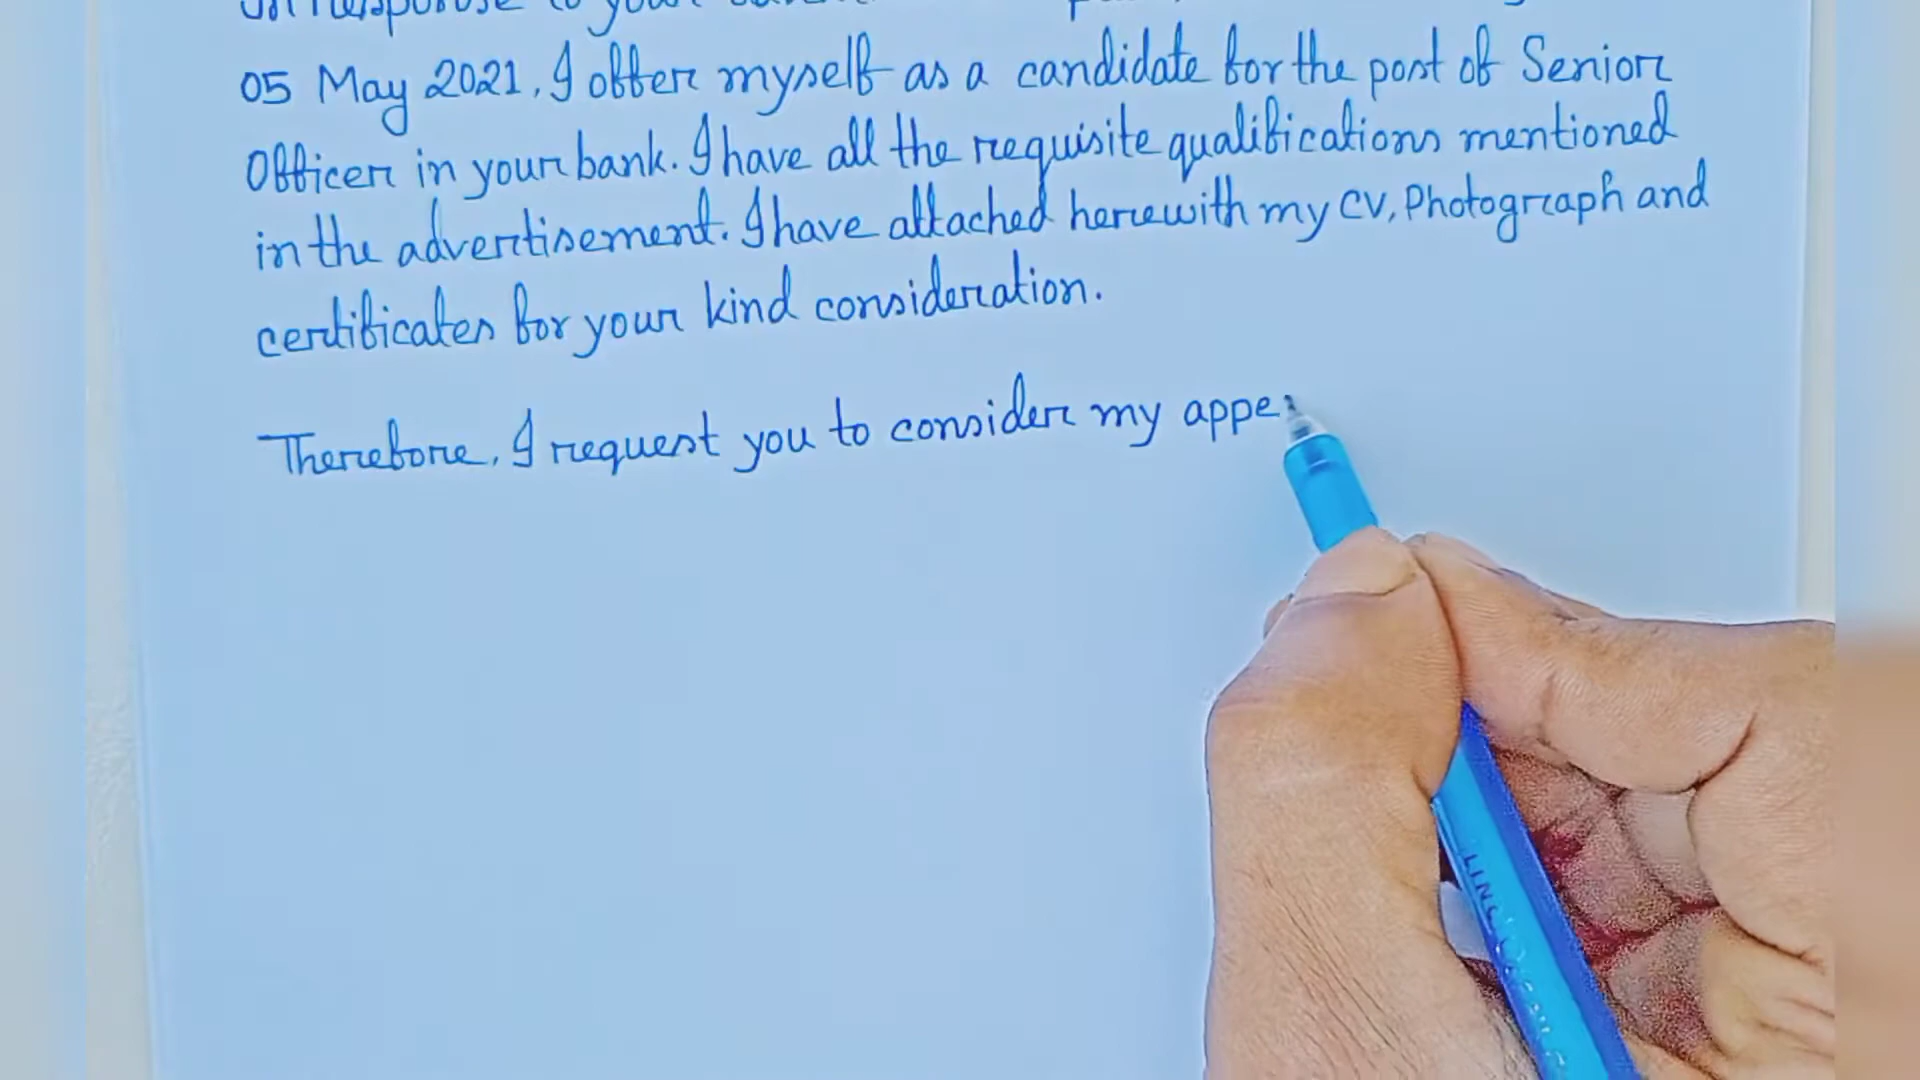 to your
05 May 2021, I offer myself as a candidate for the post of Senior
Officer in your bank. I have all the requisite qualifications mentioned
in the advertisement. I have attached herewith my CV, Photograph and
certificates for your kind consideration.
Therefore, I request you to consider my appe